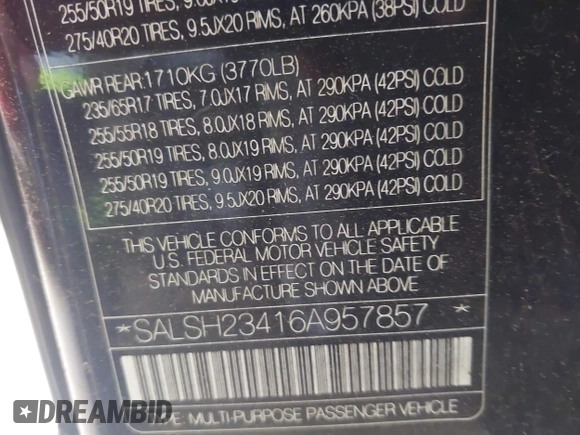 255/50R19 TIRES,
275/40R20 TIRES, 9.5JX20 RIMS, AT 260KPA (38PSI) COLD
GAWR REAR:1710KG (3770LB)
235/65R17 TIRES, 7.0JX17 RIMS, AT 290KPA (42PSI) COLD
255/55R18 TIRES, 8.0JX18 RIMS, AT 290KPA (42PSI) COLD
255/50R19 TIRES, 8.0JX19 RIMS, AT 290KPA (42PSI) COLD
255/50R19 TIRES, 9.0JX19 RIMS, AT 290KPA (42PSI) COLD
275/40R20 TIRES, 9.5JX20 RIMS, AT 290KPA (42PSI) COLD
THIS VEHICLE CONFORMS TO ALL APPLICABLE
U.S. FEDERAL MOTOR VEHICLE SAFETY
STANDARDS IN EFFECT ON THE DATE OF
MANUFACTURE SHOWN ABOVE
*SALSH23416A957857*
TYPE: MULTI-PURPOSE PASSENGER VEHICLE
DREAMBID